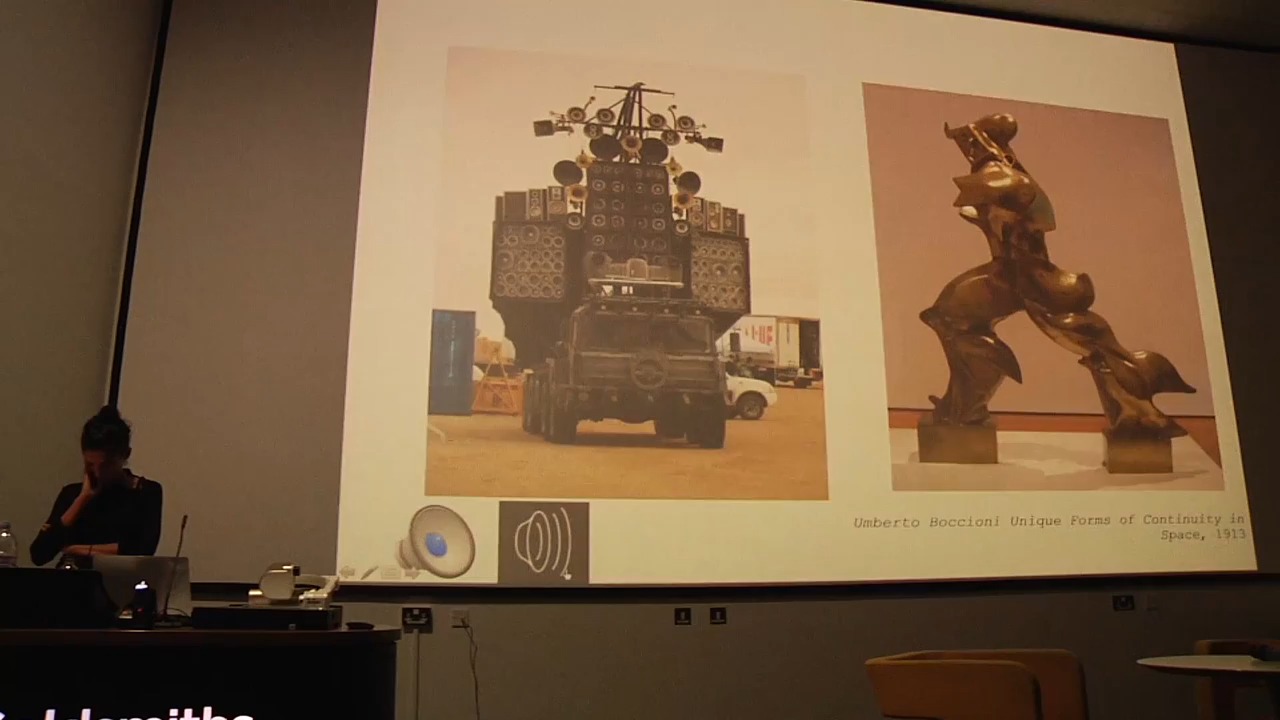 Umberto Boccioni Unique Forms of Continuity in
Space, 1913